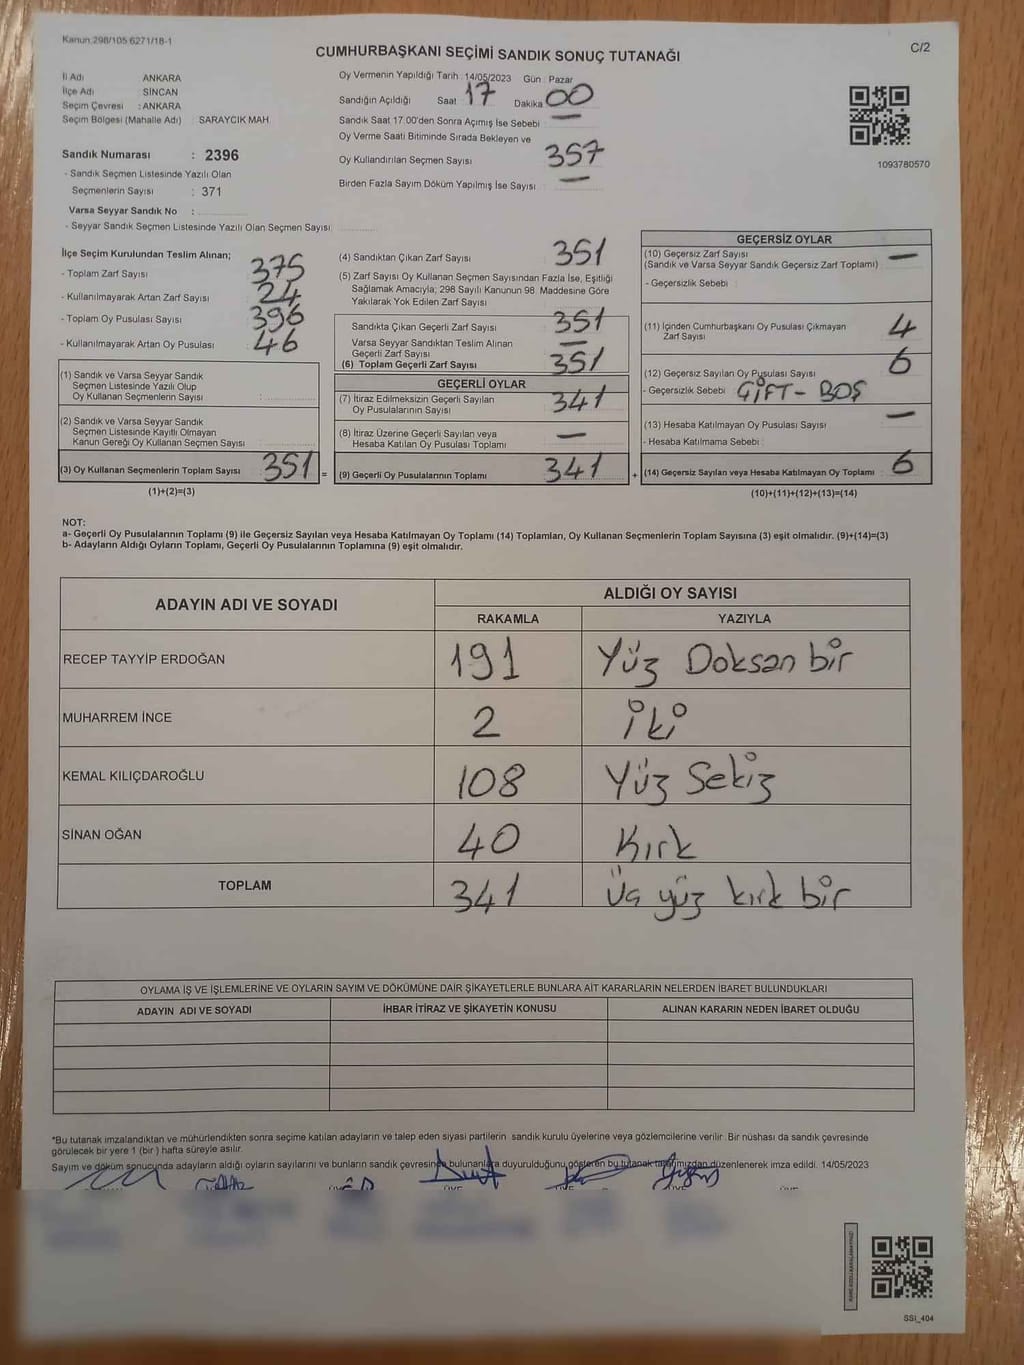 Kanun 298/105 6271/18-1
C/2
CUMHURBAŞKANI SEÇİMİ SANDIK SONUÇ TUTANAĞI
İl Adı ANKARA
İlçe Adı SİNCAN
Seçim Çevresi : ANKARA
Seçim Bölgesi (Mahalle Adı) : SARAYCIK MAH
Sandık Numarası : 2396
- Sandık Seçmen Listesinde Yazılı Olan
Seçmenlerin Sayısı : 371
Varsa Seyyar Sandık No :
- Seyyar Sandık Seçmen Listesinde Yazılı Olan Seçmen Sayısı:
Oy Vermenin Yapıldığı Tarih : 14/05/2023 Gün : Pazar
Sandığın Açıldığı Saat 17 Dakika 00
Sandık Saat 17:00'den Sonra Açımış İse Sebebi : —
Oy Verme Saati Bitiminde Sırada Bekleyen ve
Oy Kullandırılan Seçmen Sayısı 357
Birden Fazla Sayım Döküm Yapılmış İse Sayısı : —
1093780570
İlçe Seçim Kurulundan Teslim Alınan;
- Toplam Zarf Sayısı 375
- Kullanılmayarak Artan Zarf Sayısı 24
- Toplam Oy Pusulası Sayısı 396
- Kullanılmayarak Artan Oy Pusulası 46
(1) Sandık ve Varsa Seyyar Sandık
Seçmen Listesinde Yazılı Olup
Oy Kullanan Seçmenlerin Sayısı :
(2) Sandık ve Varsa Seyyar Sandık
Seçmen Listesinde Kayıtlı Olmayan
Kanun Gereği Oy Kullanan Seçmen Sayısı :
(3) Oy Kullanan Seçmenlerin Toplam Sayısı 351 =
(1)+(2)=(3)
(4) Sandıktan Çıkan Zarf Sayısı 351
(5) Zarf Sayısı Oy Kullanan Seçmen Sayısından Fazla İse, Eşitliği
Sağlamak Amacıyla; 298 Sayılı Kanunun 98. Maddesine Göre
Yakılarak Yok Edilen Zarf Sayısı
Sandıkta Çıkan Geçerli Zarf Sayısı 351
Varsa Seyyar Sandıktan Teslim Alınan
Geçerli Zarf Sayısı —
(6) Toplam Geçerli Zarf Sayısı 351
GEÇERLİ OYLAR
(7) İtiraz Edilmeksizin Geçerli Sayılan
Oy Pusulalarının Sayısı 341
(8) İtiraz Üzerine Geçerli Sayılan veya
Hesaba Katılan Oy Pusulası Toplamı —
(9) Geçerli Oy Pusulalarının Toplamı 341 +
GEÇERSİZ OYLAR
(10) Geçersiz Zarf Sayısı —
(Sandık ve Varsa Seyyar Sandık Geçersiz Zarf Toplamı) :
- Geçersizlik Sebebi :
(11) İçinden Cumhurbaşkanı Oy Pusulası Çıkmayan
Zarf Sayısı 4
(12) Geçersiz Sayılan Oy Pusulası Sayısı : 6
- Geçersizlik Sebebi ÇİFT - BOŞ
(13) Hesaba Katılmayan Oy Pusulası Sayısı : —
- Hesaba Katılmama Sebebi :
(14) Geçersiz Sayılan veya Hesaba Katılmayan Oy Toplamı : 6
(10)+(11)+(12)+(13)=(14)
NOT:
a- Geçerli Oy Pusulalarının Toplamı (9) ile Geçersiz Sayılan veya Hesaba Katılmayan Oy Toplamı (14) Toplamları, Oy Kullanan Seçmenlerin Toplam Sayısına (3) eşit olmalıdır. (9)+(14)=(3)
b- Adayların Aldığı Oyların Toplamı, Geçerli Oy Pusulalarının Toplamına (9) eşit olmalıdır.
ADAYIN ADI VE SOYADI
ALDIĞI OY SAYISI
RAKAMLA YAZIYLA
RECEP TAYYİP ERDOĞAN 191 Yüz Doksan bir
MUHARREM İNCE 2 İki
KEMAL KILIÇDAROĞLU 108 Yüz Sekiz
SİNAN OĞAN 40 Kırk
TOPLAM 341 Üç yüz kırk bir
OYLAMA İŞ VE İŞLEMLERİNE VE OYLARIN SAYIM VE DÖKÜMÜNE DAİR ŞİKAYETLERLE BUNLARA AİT KARARLARIN NELERDEN İBARET BULUNDUKLARI
ADAYIN ADI VE SOYADI İHBAR İTİRAZ VE ŞİKAYETİN KONUSU ALINAN KARARIN NEDEN İBARET OLDUĞU
*Bu tutanak imzalandıktan ve mühürlendikten sonra seçime katılan adayların ve talep eden siyasi partilerin sandık kurulu üyelerine veya gözlemcilerine verilir. Bir nüshası da sandık çevresinde
görülecek bir yere 1 (bir ) hafta süreyle asılır.
Sayım ve döküm sonucunda adayların aldığı oyların sayılarını ve bunların sandık çevresinde bulunanlara duyurulduğunu gösteren bu tutanak tarafımızdan düzenlenerek imza edildi. 14/05/2023
SSI_404